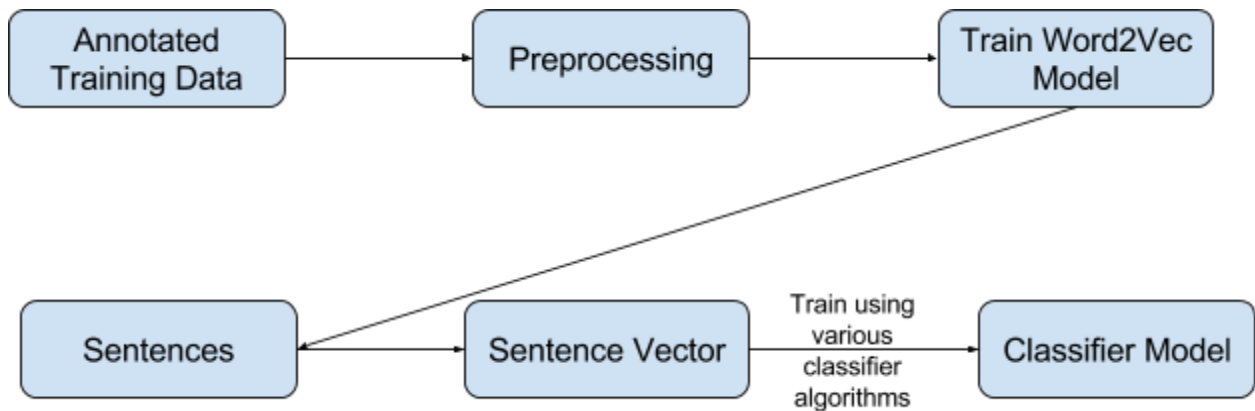 Annotated
Training Data
Preprocessing
Train Word2Vec
Model
Sentences
Sentence Vector
Train using
various
classifier
algorithms
Classifier Model